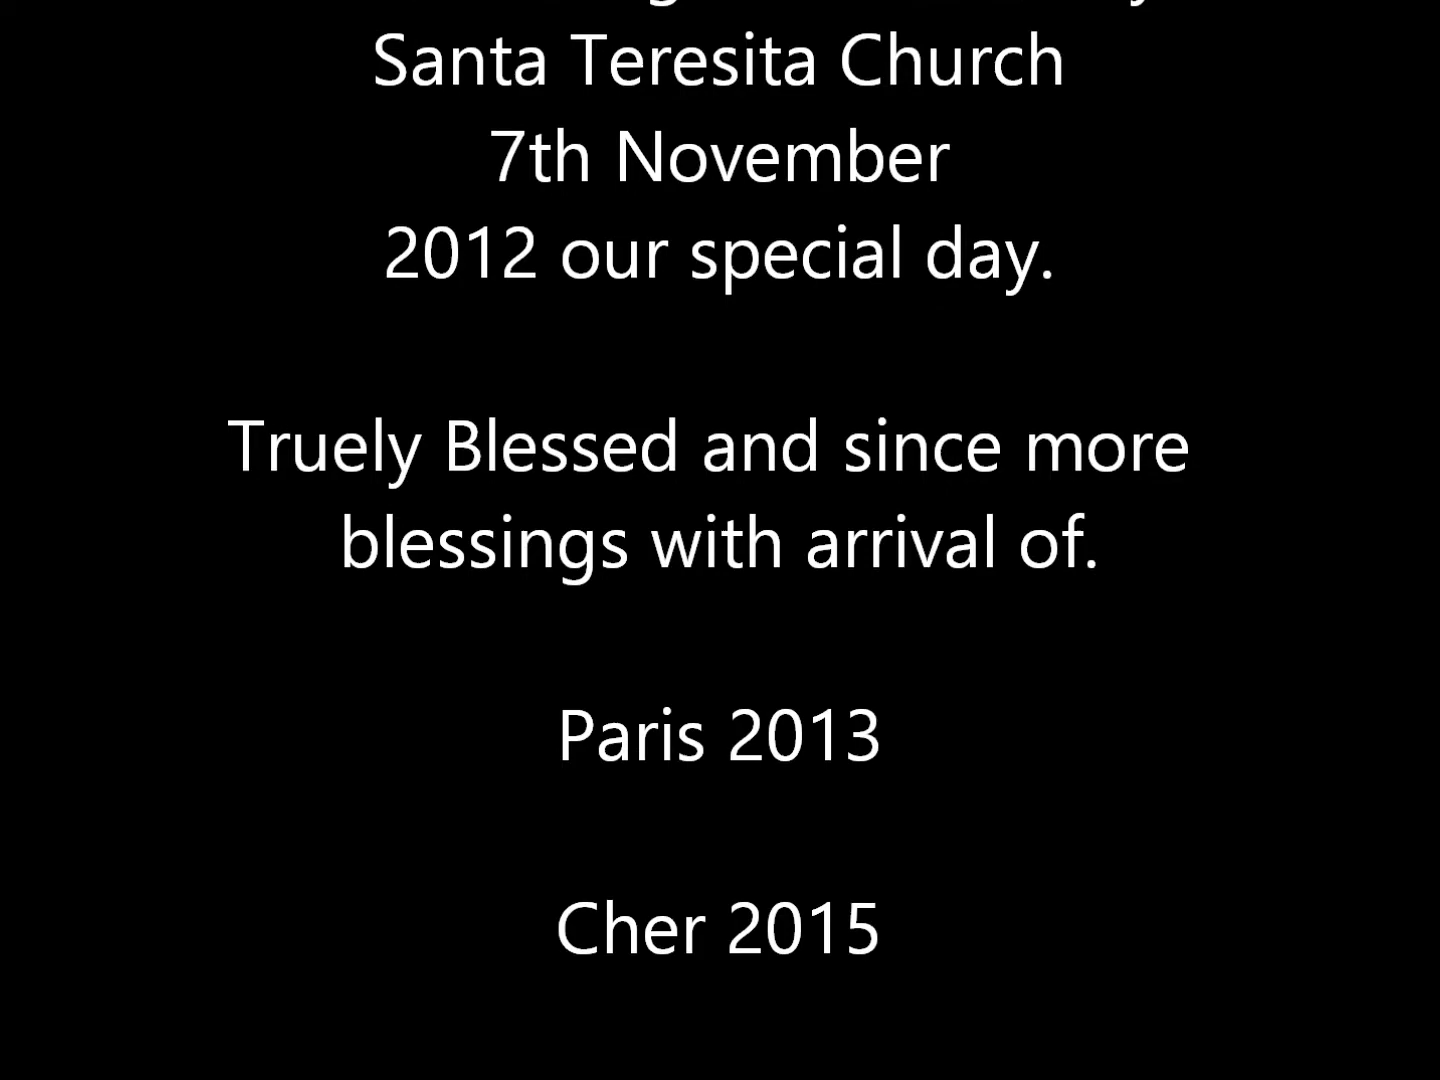 Santa Teresita Church
7th November
2012 our special day.
Truely Blessed and since more
blessings with arrival of.
Paris 2013
Cher 2015